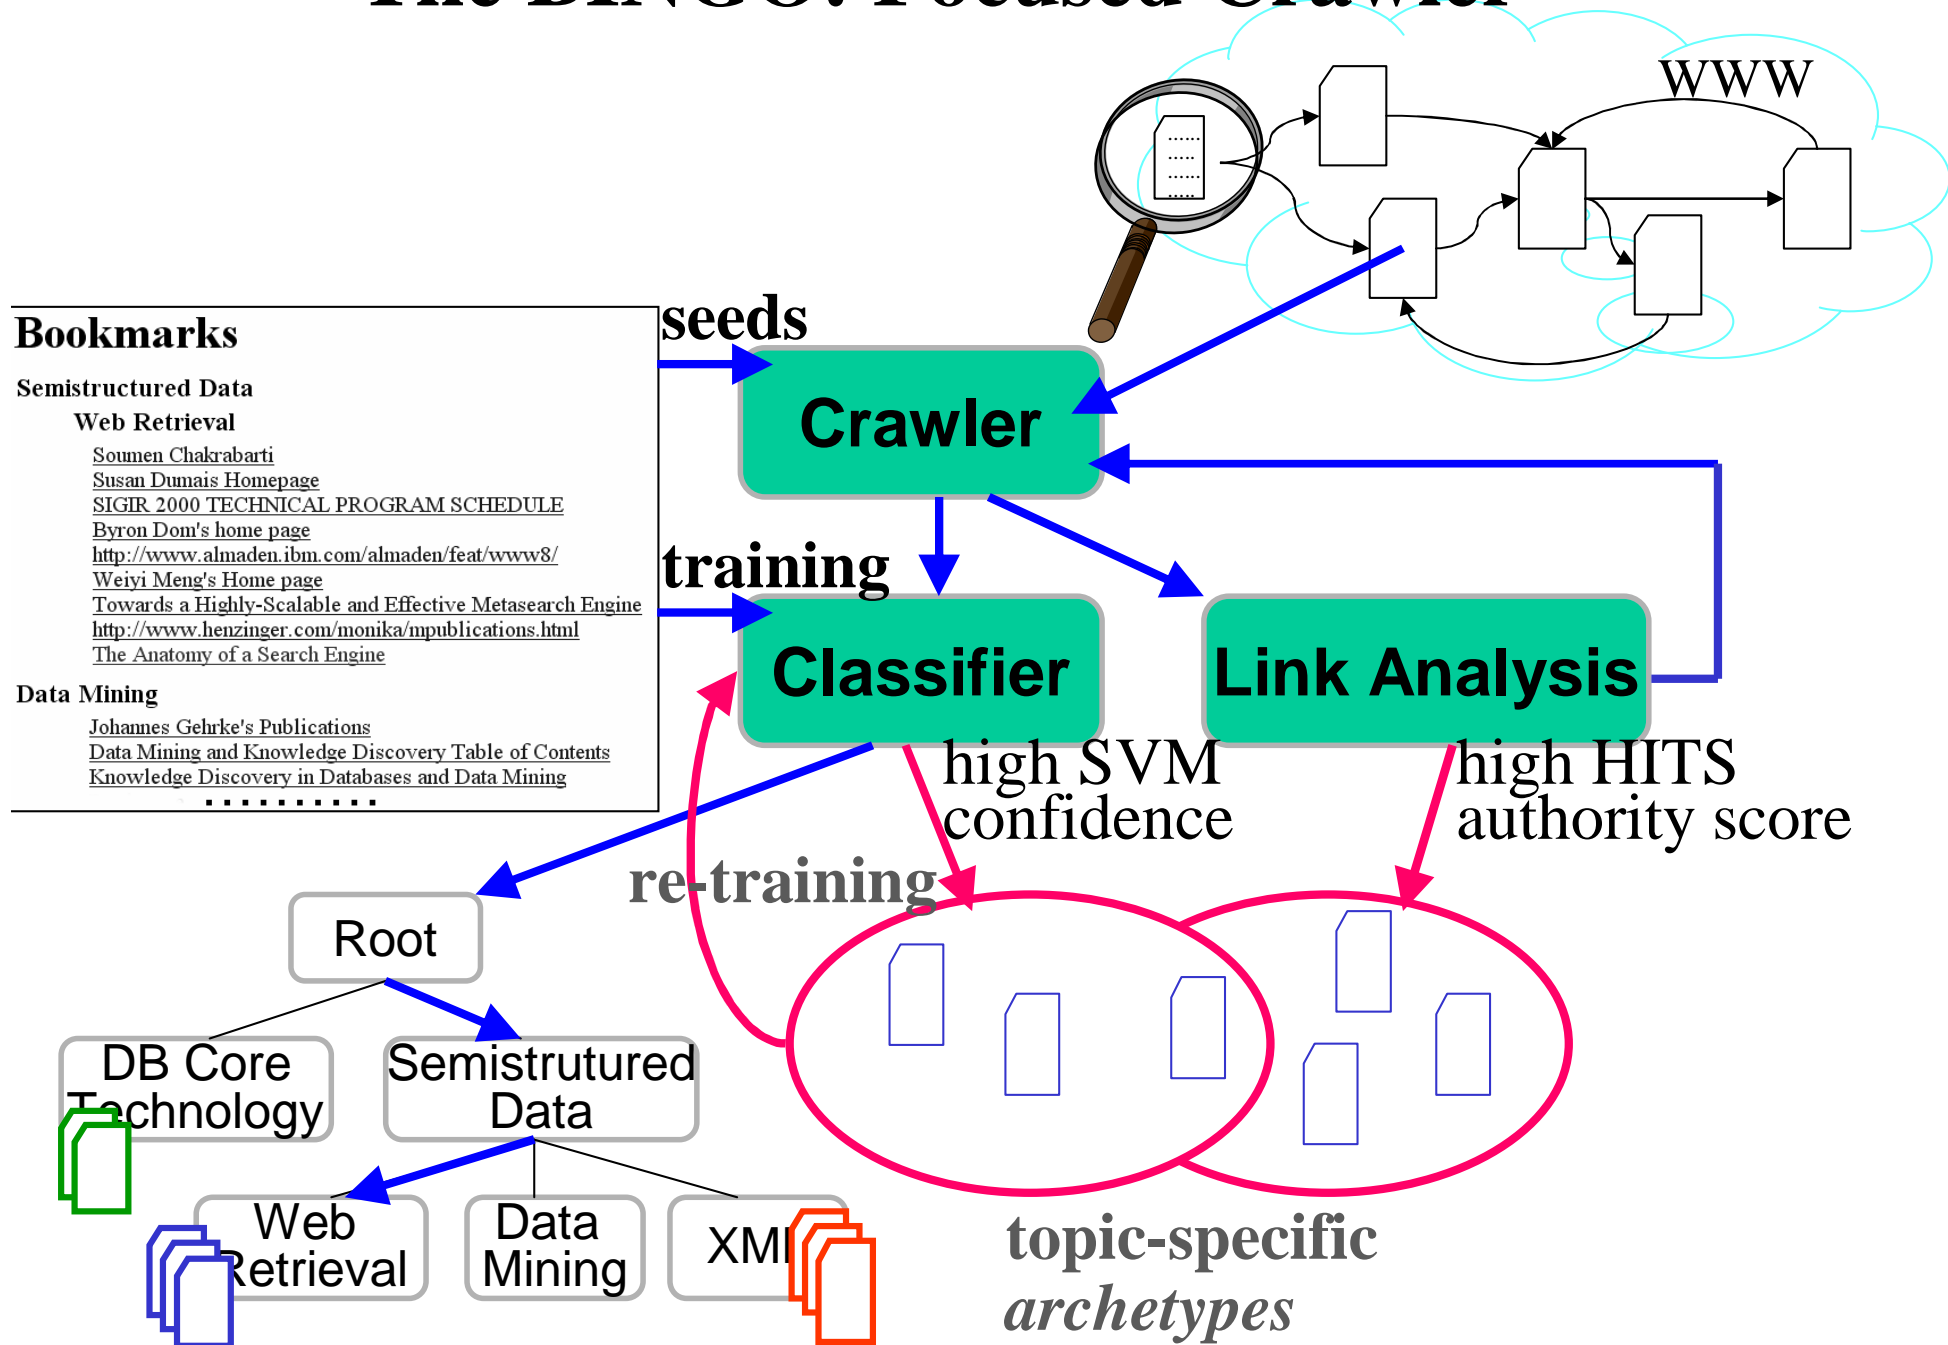 The BINGO! Focused Crawler
WWW
seeds
Bookmarks
Semistructured Data
Web Retrieval
Soumen Chakrabarti
Susan Dumais Homepage
SIGIR 2000 TECHNICAL PROGRAM SCHEDULE
Byron Dom's home page
http://www.almaden.ibm.com/almaden/feat/www8/
Weiyi Meng's Home page
Towards a Highly-Scalable and Effective Metasearch Engine
http://www.henzinger.com/monika/mpublications.html
The Anatomy of a Search Engine
Data Mining
Johannes Gehrke's Publications
Data Mining and Knowledge Discovery Table of Contents
Knowledge Discovery in Databases and Data Mining
Crawler
training
Classifier
Link Analysis
high SVM
confidence
high HITS
authority score
re-training
Root
DB Core
Technology
Semistrutured
Data
Web
Retrieval
Data
Mining
XML
topic-specific
archetypes